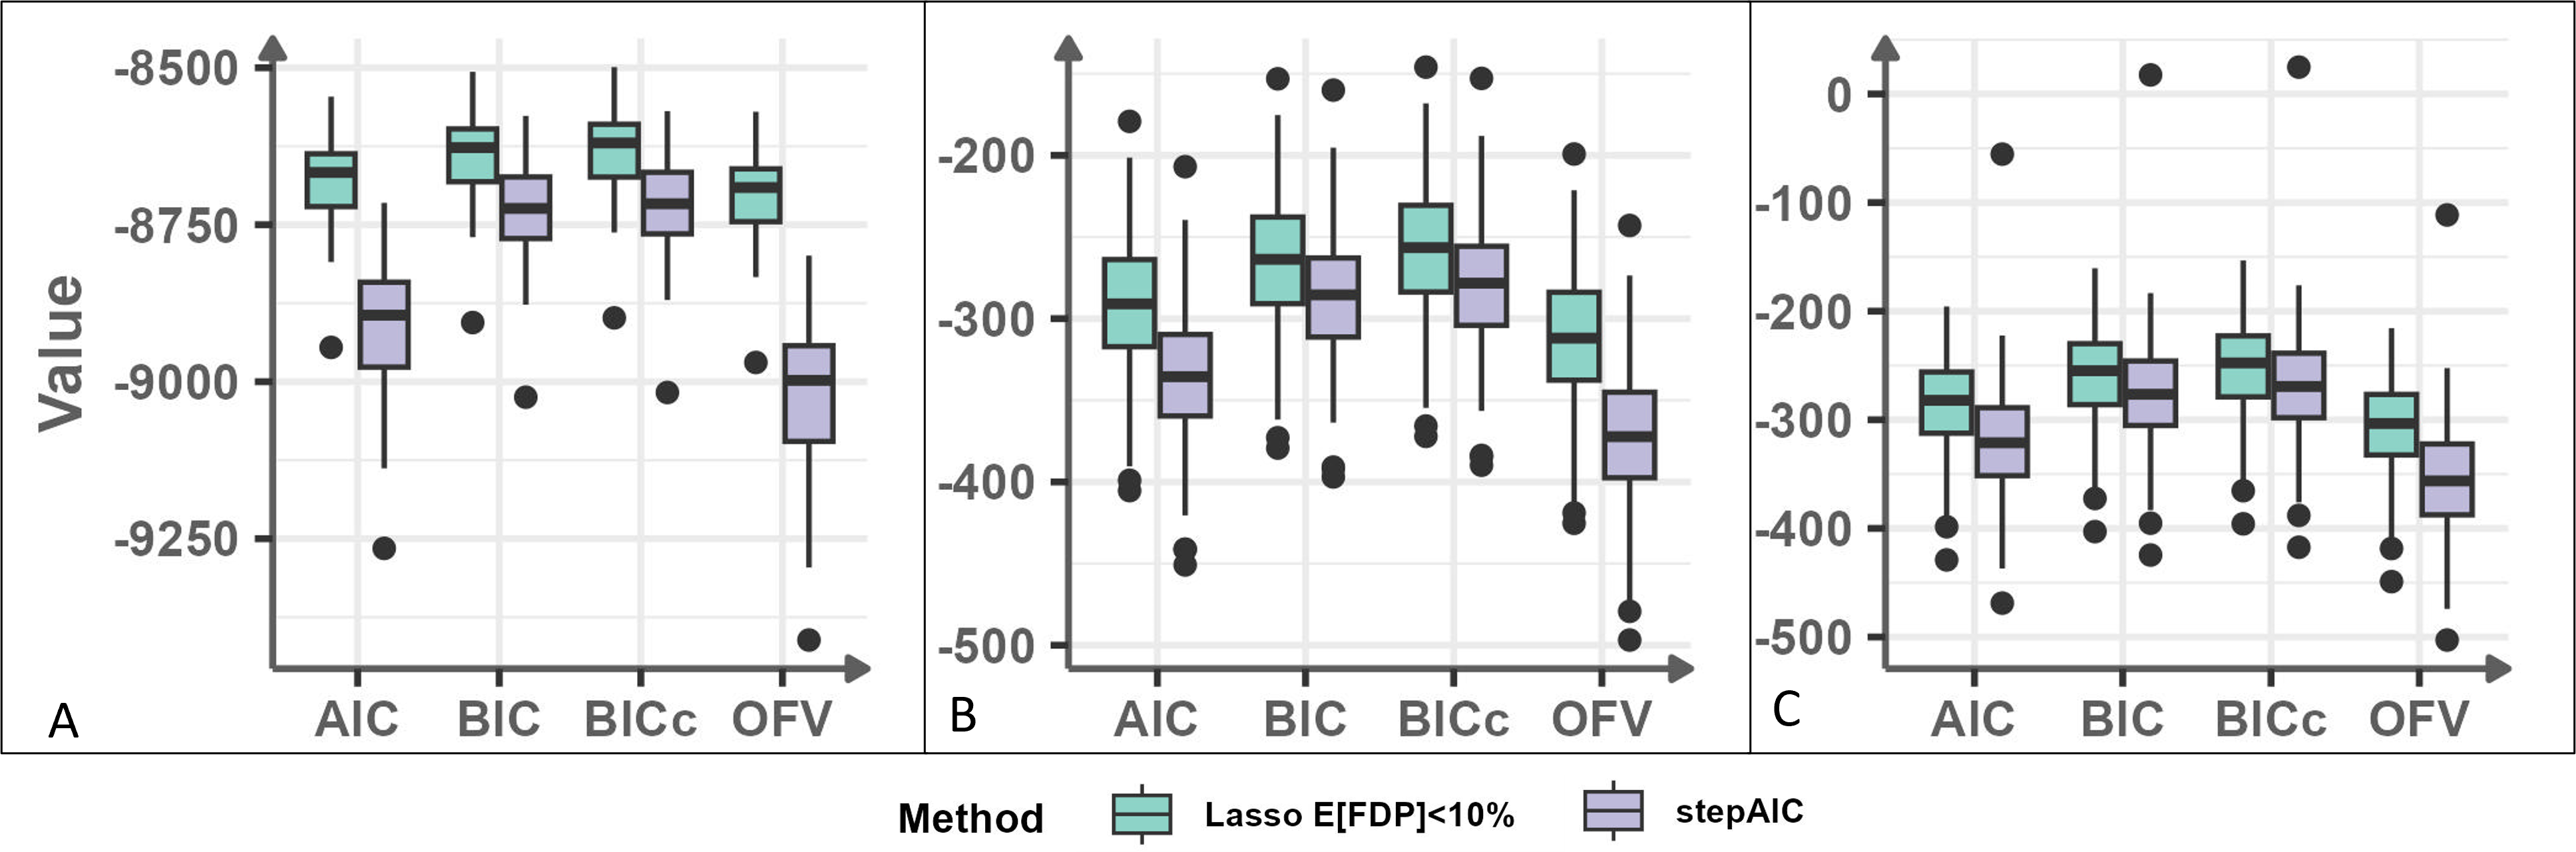 Value
-8500
-8750
-9000
-9250
AIC BIC BICc OFV
A
-200
-300
-400
-500
AIC BIC BICc OFV
B
0
-100
-200
-300
-400
-500
AIC BIC BICc OFV
C
Method Lasso E[FDP]<10% stepAIC